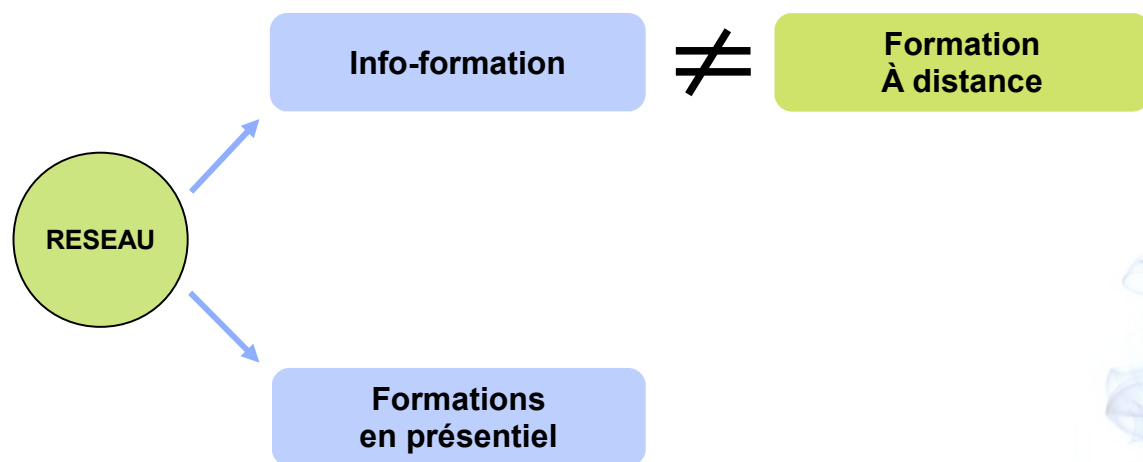 Info-formation
≠
Formation
À distance
RESEAU
Formations
en présentiel